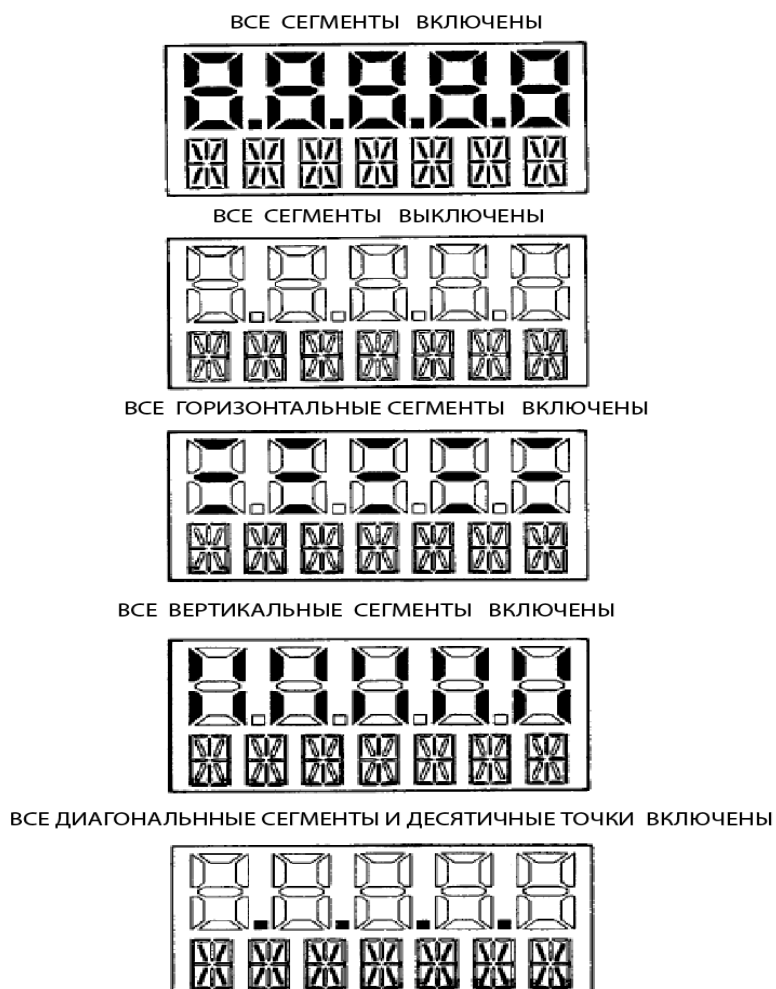 ВСЕ СЕГМЕНТЫ ВКЛЮЧЕНЫ
ВСЕ СЕГМЕНТЫ ВЫКЛЮЧЕНЫ
ВСЕ ГОРИЗОНТАЛЬНЫЕ СЕГМЕНТЫ ВКЛЮЧЕНЫ
ВСЕ ВЕРТИКАЛЬНЫЕ СЕГМЕНТЫ ВКЛЮЧЕНЫ
ВСЕ ДИАГОНАЛЬННЫЕ СЕГМЕНТЫ И ДЕСЯТИЧНЫЕ ТОЧКИ ВКЛЮЧЕНЫ